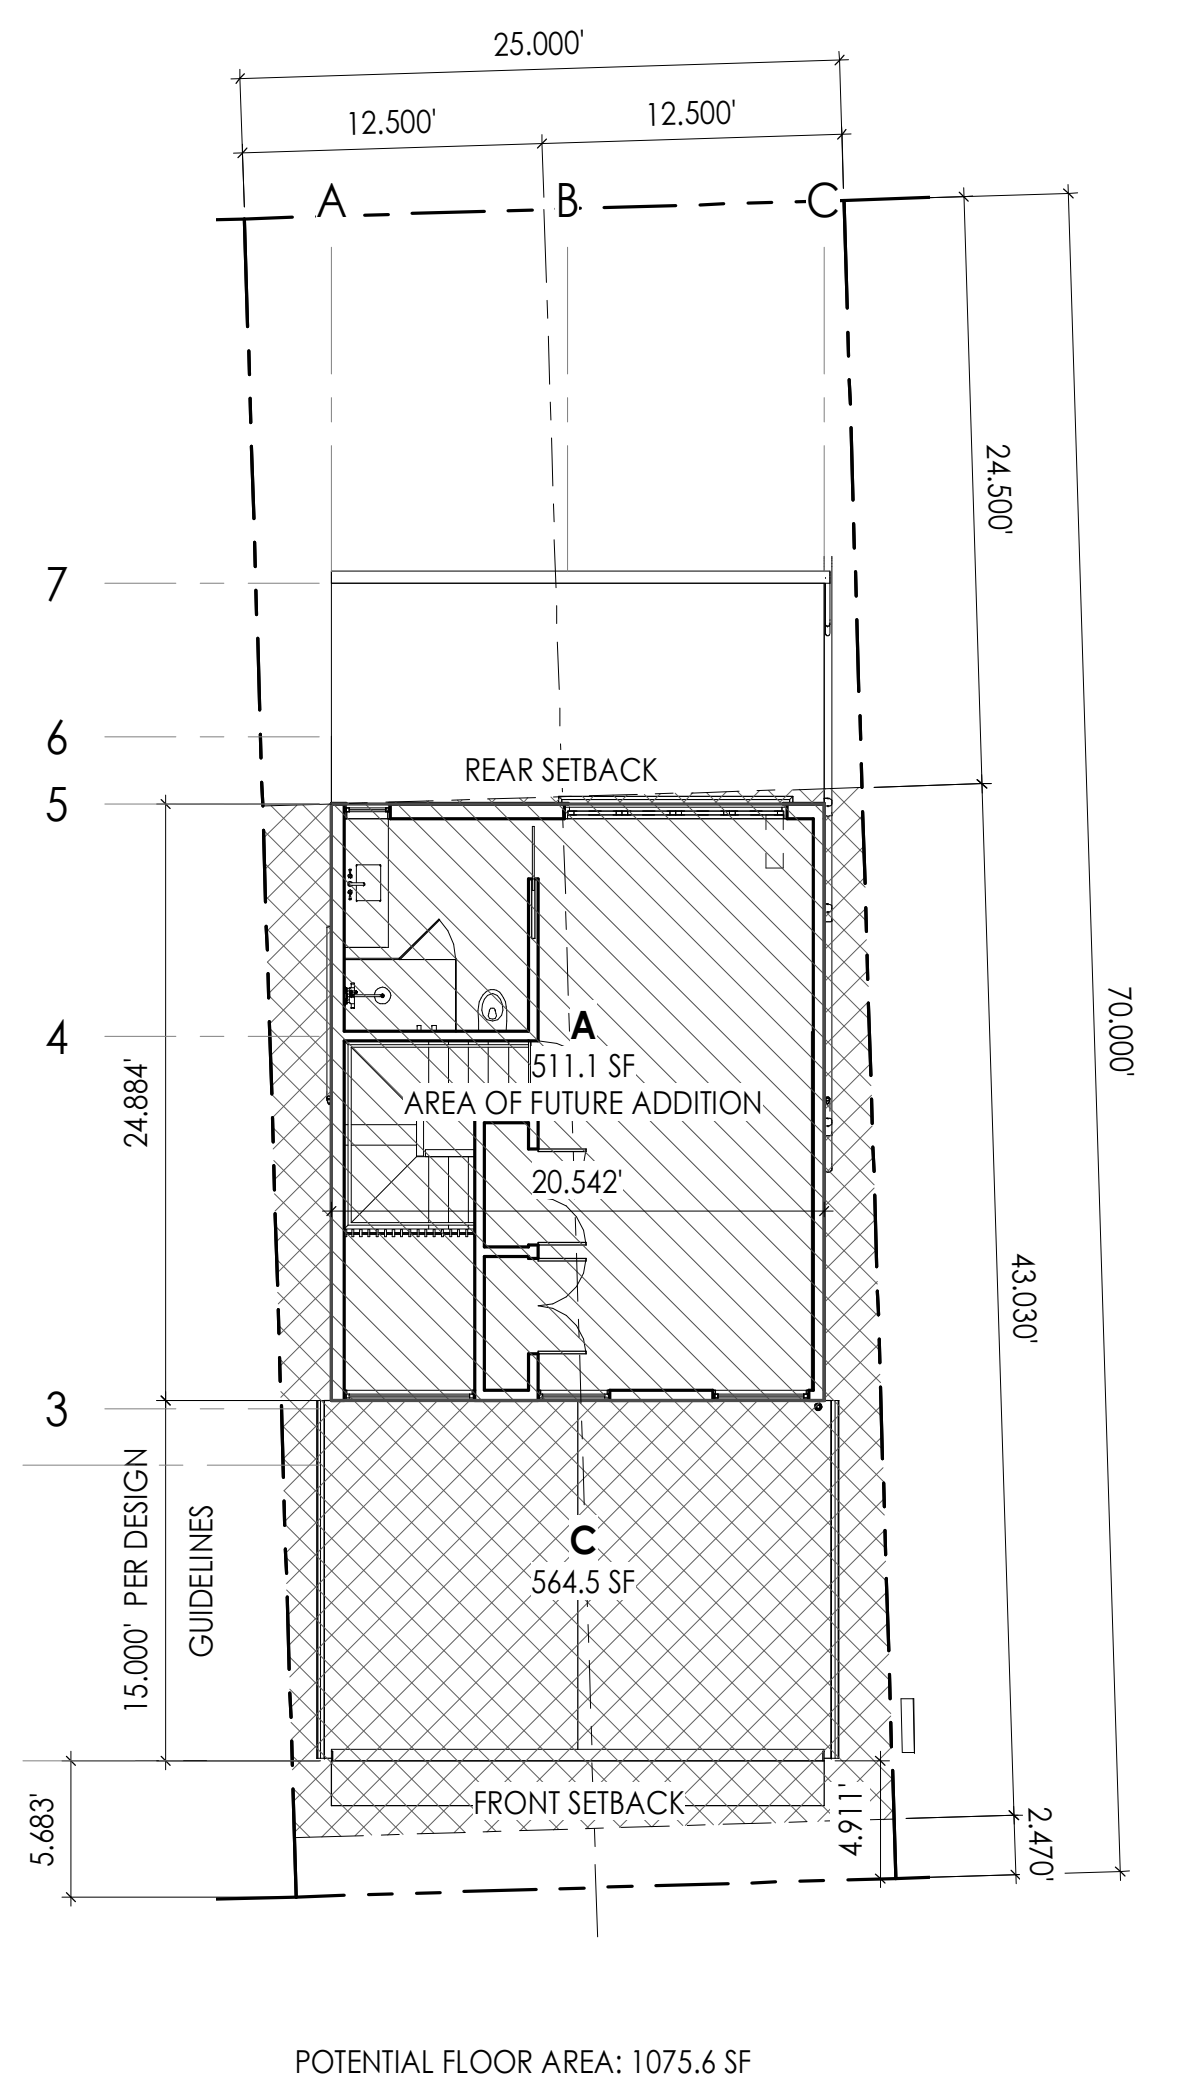 25.000'
12.500'
12.500'
A
B
C
24.500'
7
6
REAR SETBACK
5
70.000'
4
A
511.1 SF
AREA OF FUTURE ADDITION
24.884'
20.542'
43.030'
3
15.000' PER DESIGN
GUIDELINES
C
564.5 SF
FRONT SETBACK
5.683'
4.911'
2.470'
POTENTIAL FLOOR AREA: 1075.6 SF